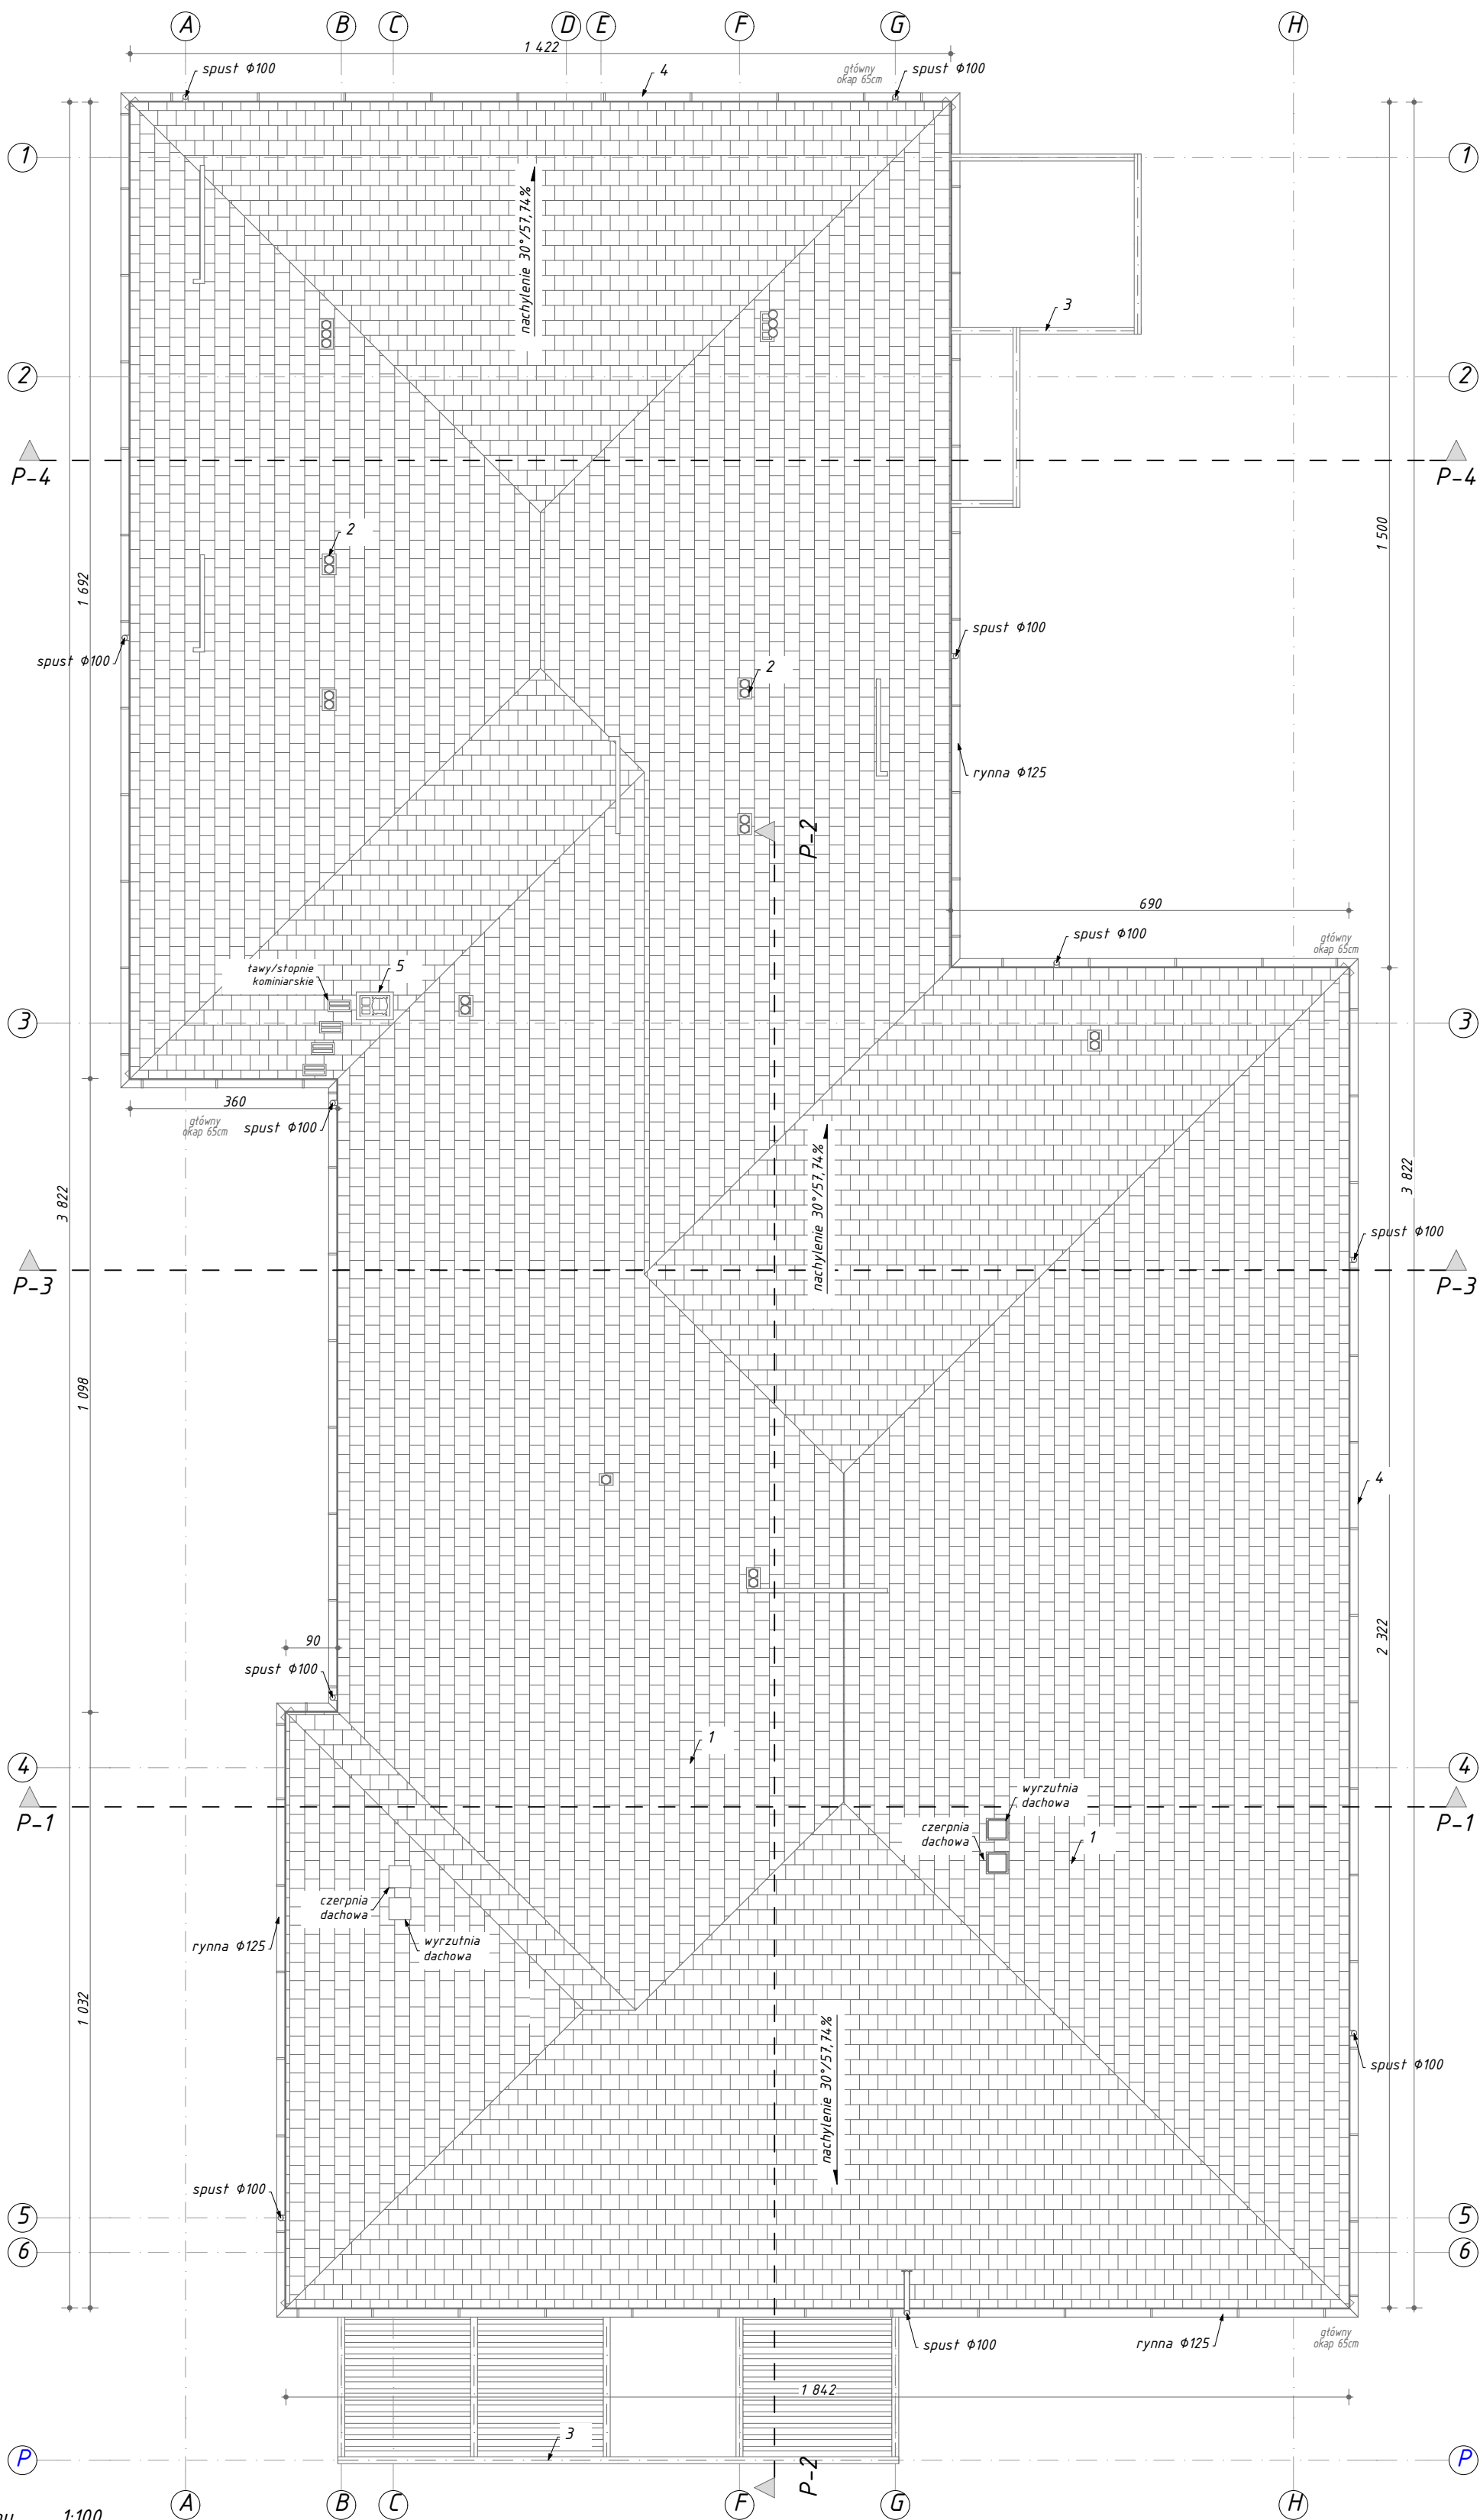 A B C D E F G H
1 422
spust Φ100
4
główny
okap 65cm
spust Φ100
1
1
nachylenie 30°/57,74%
3
2
2
P-4
P-4
2
1 500
1 692
spust Φ100
spust Φ100
2
rynna Φ125
P-2
690
spust Φ100
główny
okap 65cm
ławy/stopnie
kominiarskie
5
3
3
360
główny
okap 65cm
spust Φ100
nachylenie 30°/57,74%
3 822
3 822
spust Φ100
P-3
P-3
1 098
4
90
spust Φ100
2 322
1
4
4
wyrzutnia
dachowa
P-1
P-1
czerpnia
dachowa
1
czerpnia
dachowa
rynna Φ125
wyrzutnia
dachowa
1 032
nachylenie 30°/57,74%
spust Φ100
spust Φ100
5
5
6
6
spust Φ100
rynna Φ125
główny
okap 65cm
1 842
3
P
P
P-2
A B C F G H
1:100